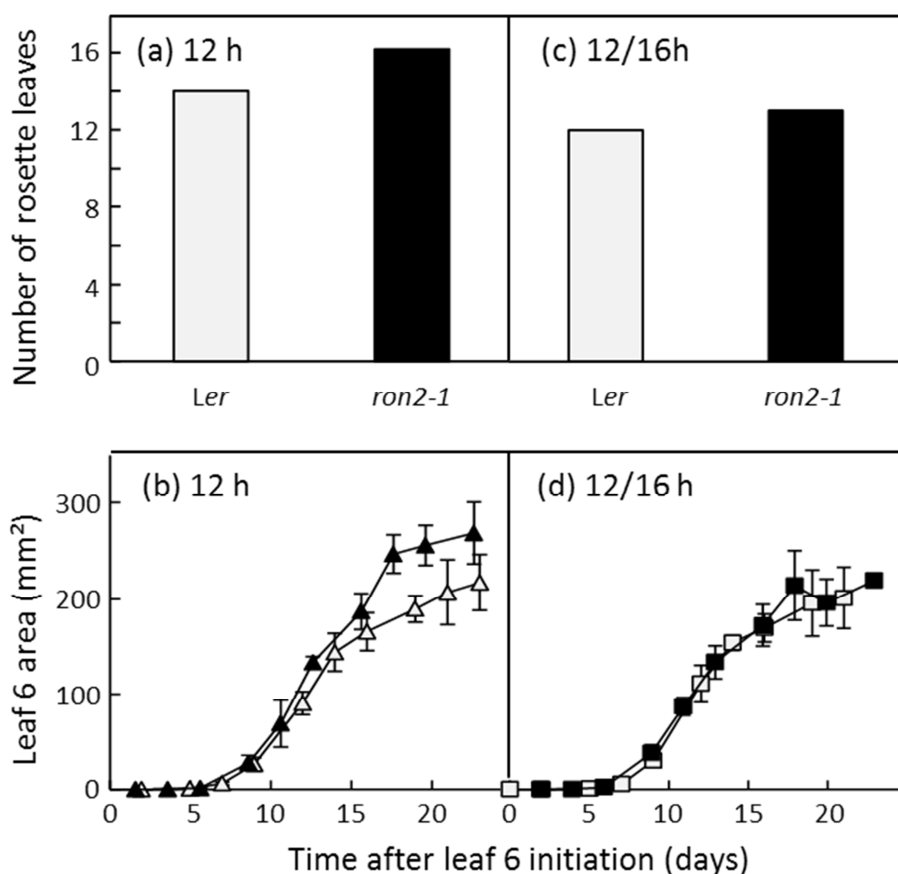 Number of rosette leaves
(a) 12 h
(c) 12/16h
16
12
8
4
0
Ler
ron2-1
Ler
ron2-1
Leaf 6 area (mm²)
(b) 12 h
(d) 12/16 h
300
200
100
0
0 5 10 15 20
0 5 10 15 20
Time after leaf 6 initiation (days)